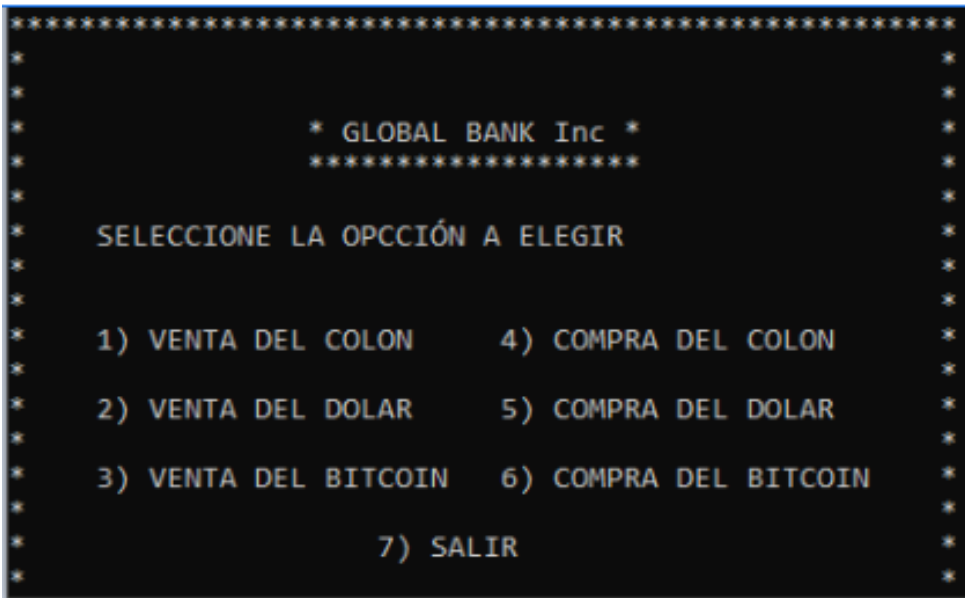 ******************************************************
* *
* *
* * GLOBAL BANK Inc * *
* ******************* *
* *
* SELECCIONE LA OPCCIÓN A ELEGIR *
* *
* *
* 1) VENTA DEL COLON 4) COMPRA DEL COLON *
* *
* 2) VENTA DEL DOLAR 5) COMPRA DEL DOLAR *
* *
* 3) VENTA DEL BITCOIN 6) COMPRA DEL BITCOIN *
* *
* 7) SALIR *
* *